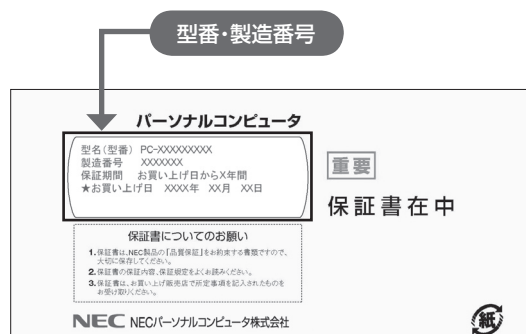 型番・製造番号
パーソナルコンピュータ
型名(型番) PC-XXXXXXXXX
製造番号 XXXXXXX
保証期間 お買い上げ日からX年間
★お買い上げ日 XXXX年 XX月 XX日
重要
保証書在中
保証書についてのお願い
1.保証書は、NEC製品の「品質保証」をお約束する書類ですので、
大切に保存してください。
2.保証書の保証内容、保証規定をよくお読みください。
3.保証書は、お買い上げ販売店で所定事項を記入されたものを
お受け取りください。
NEC NECパーソナルコンピュータ株式会社
紙